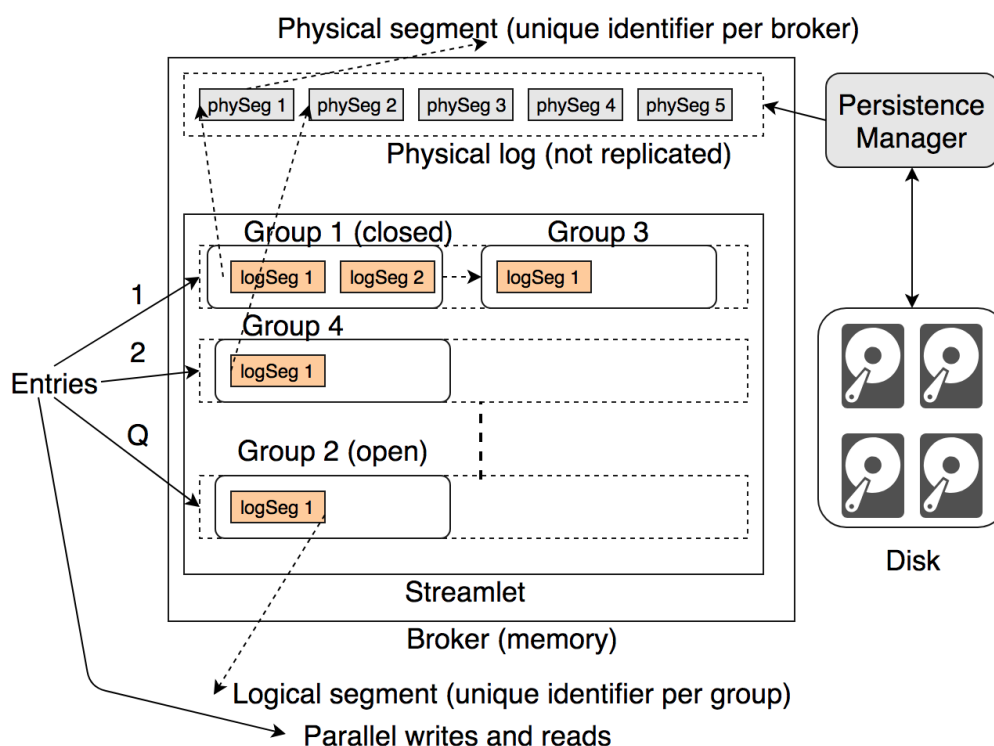 Physical segment (unique identifier per broker)
phySeg 1 phySeg 2 phySeg 3 phySeg 4 phySeg 5
Persistence
Manager
Physical log (not replicated)
Group 1 (closed) Group 3
logSeg 1 logSeg 2 logSeg 1
1
Group 4
2
logSeg 1
Entries
Q
Group 2 (open)
logSeg 1
Disk
Streamlet
Broker (memory)
Logical segment (unique identifier per group)
Parallel writes and reads